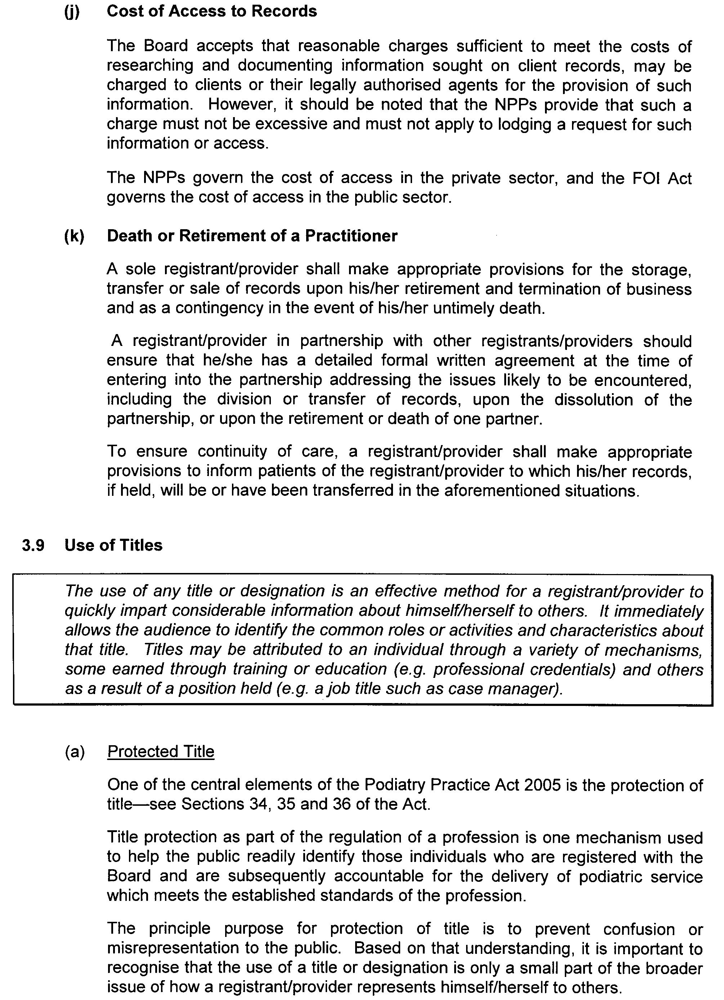 (j) Cost of Access to Records
The Board accepts that reasonable charges sufficient to meet the costs of
researching and documenting information sought on client records, may be
charged to clients or their legally authorised agents for the provision of such
information. However, it should be noted that the NPPs provide that such a
charge must not be excessive and must not apply to lodging a request for such
information or access.
The NPPs govern the cost of access in the private sector, and the FOI Act
governs the cost of access in the public sector.
(k) Death or Retirement of a Practitioner
A sole registrant/provider shall make appropriate provisions for the storage,
transfer or sale of records upon his/her retirement and termination of business
and as a contingency in the event of his/her untimely death.
A registrant/provider in partnership with other registrants/providers should
ensure that he/she has a detailed formal written agreement at the time of
entering into the partnership addressing the issues likely to be encountered,
including the division or transfer of records, upon the dissolution of the
partnership, or upon the retirement or death of one partner.
To ensure continuity of care, a registrant/provider shall make appropriate
provisions to inform patients of the registrant/provider to which his/her records,
if held, will be or have been transferred in the aforementioned situations.
3.9 Use of Titles
The use of any title or designation is an effective method for a registrant/provider to
quickly impart considerable information about himself/herself to others. It immediately
allows the audience to identify the common roles or activities and characteristics about
that title. Titles may be attributed to an individual through a variety of mechanisms,
some earned through training or education (e.g. professional credentials) and others
as a result of a position held (e.g. a job title such as case manager).
(a) Protected Title
One of the central elements of the Podiatry Practice Act 2005 is the protection of
title—see Sections 34, 35 and 36 of the Act.
Title protection as part of the regulation of a profession is one mechanism used
to help the public readily identify those individuals who are registered with the
Board and are subsequently accountable for the delivery of podiatric service
which meets the established standards of the profession.
The principle purpose for protection of title is to prevent confusion or
misrepresentation to the public. Based on that understanding, it is important to
recognise that the use of a title or designation is only a small part of the broader
issue of how a registrant/provider represents himself/herself to others.